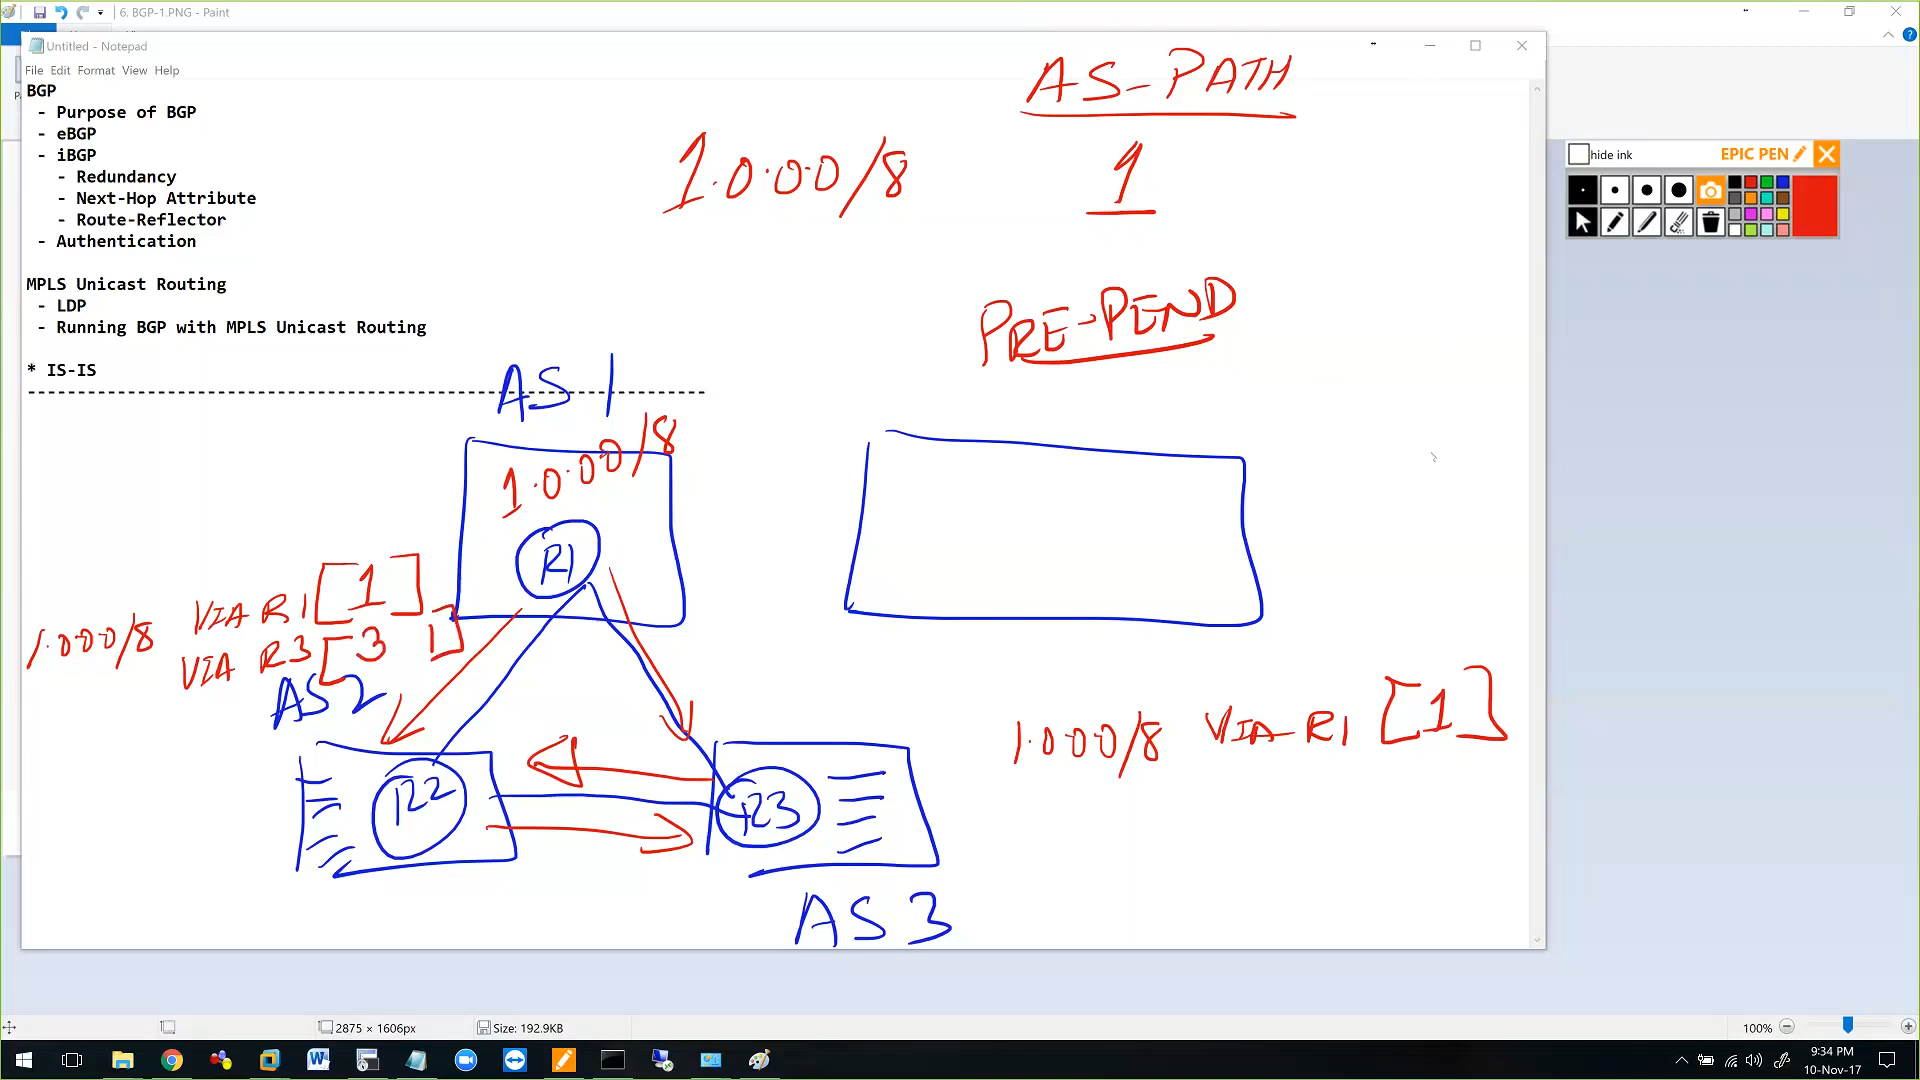 6. BGP-1.PNG - Paint
Untitled - Notepad
File Edit Format View Help
BGP
- Purpose of BGP
- eBGP
- iBGP
- Redundancy
- Next-Hop Attribute
- Route-Reflector
- Authentication
MPLS Unicast Routing
- LDP
- Running BGP with MPLS Unicast Routing
* IS-IS
AS_PATH
1.0.0.0/8 1
PRE-PEND
hide ink EPIC PEN
AS 1
1.0.0.0/8
R1
VIA R1 [1]
1.0.0.0/8
VIA R3 [3 1]
AS 2
R2
R3
AS 3
1.0.0.0/8 VIA R1 [1]
2875 × 1606px
Size: 192.9KB
100%
9:34 PM
10-Nov-17